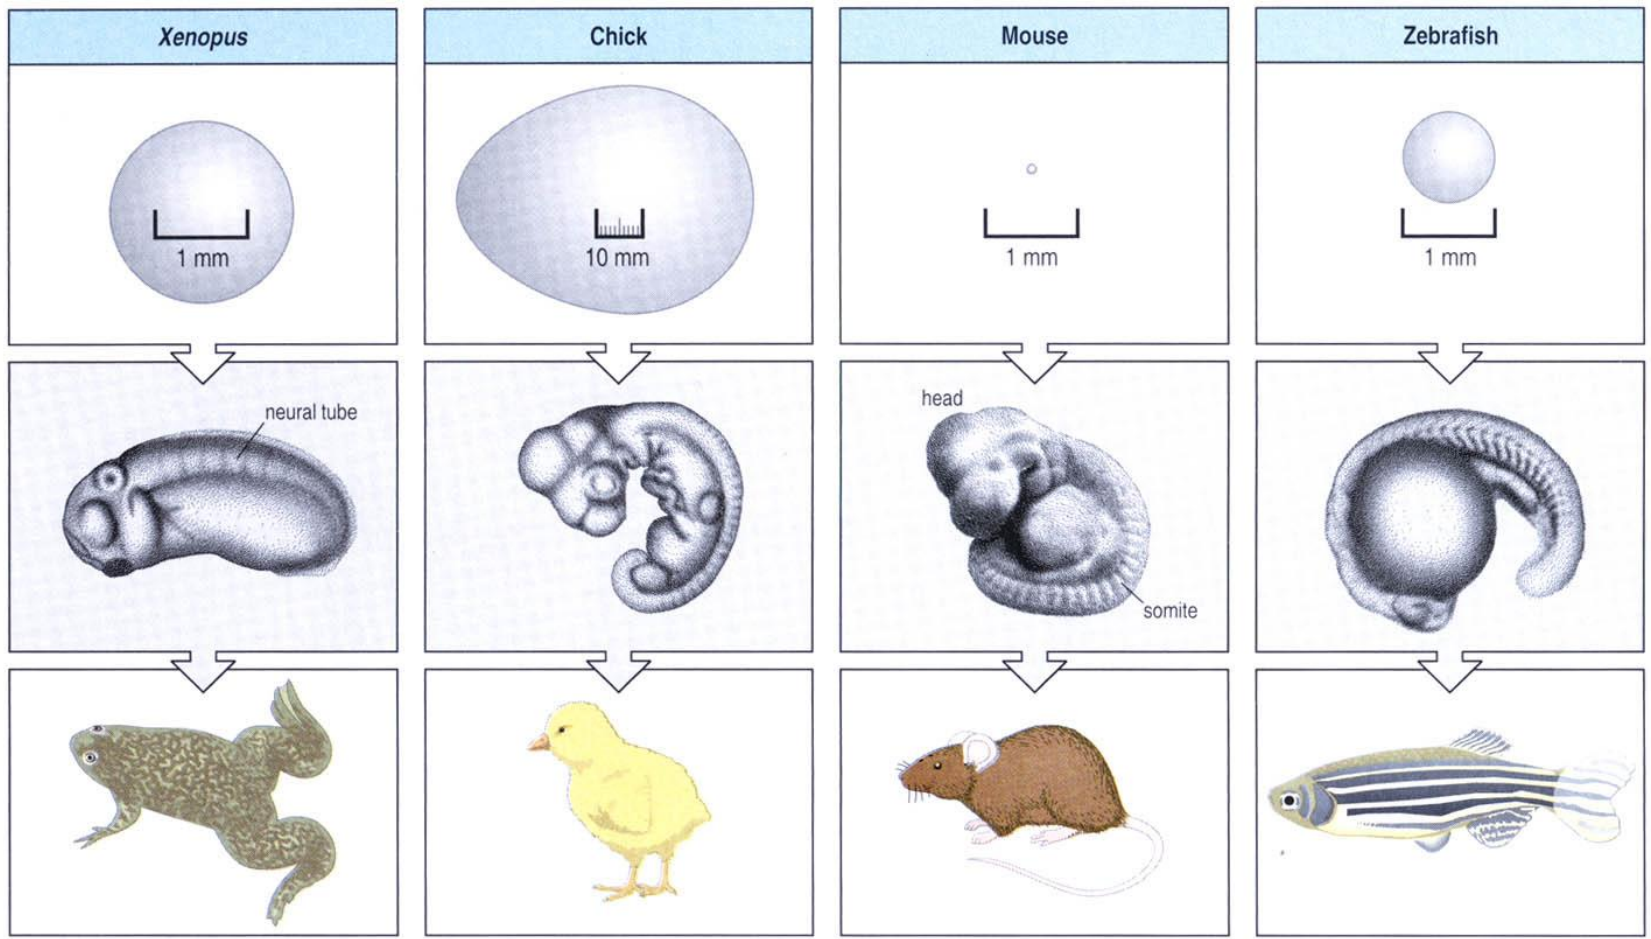 Xenopus
Chick
Mouse
Zebrafish
1 mm
10 mm
1 mm
1 mm
neural tube
head
somite